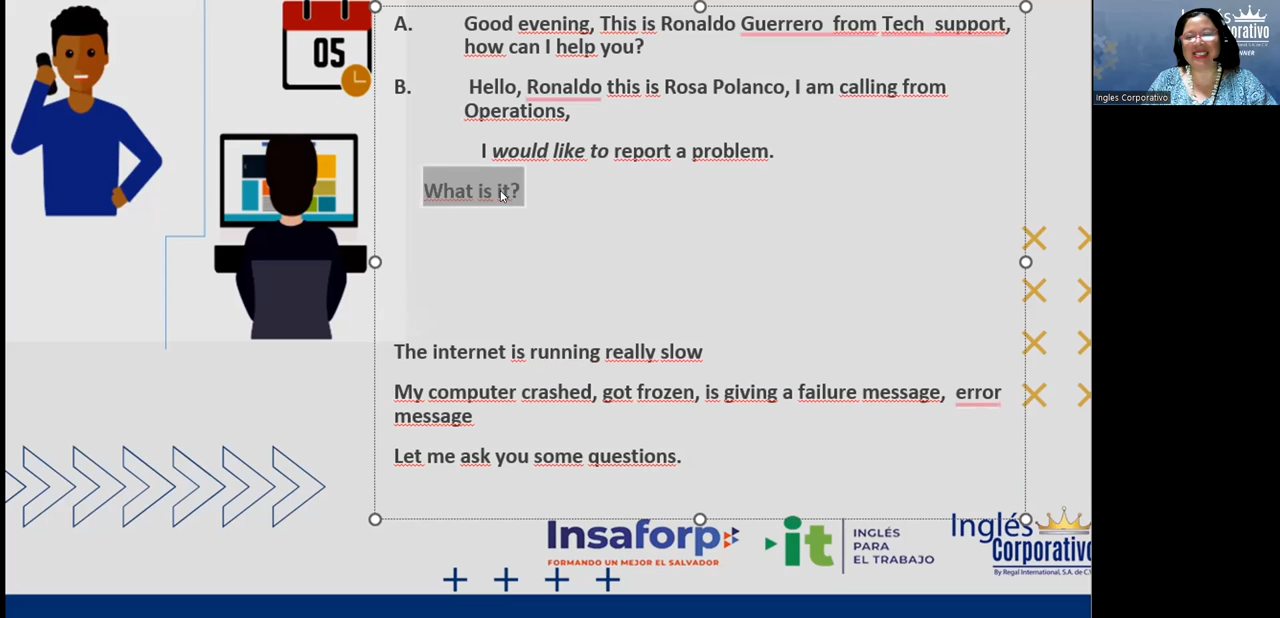 05
A. Good evening, This is Ronaldo Guerrero from Tech support,
how can I help you?
B. Hello, Ronaldo this is Rosa Polanco, I am calling from
Operations,
I would like to report a problem.
What is it?
The internet is running really slow
My computer crashed, got frozen, is giving a failure message, error
message
Let me ask you some questions.
Insaforp
FORMANDO UN MEJOR EL SALVADOR
it
INGLÉS
PARA
EL TRABAJO
Inglés
Corporativo
By Regal International, S.A. de C.V
Inglés
Corporativo
Ingles Corporativo